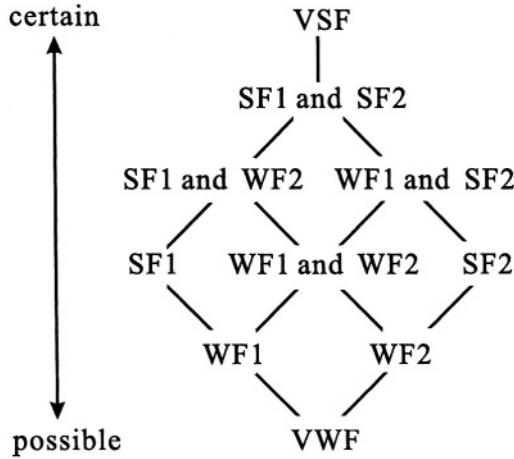 certain VSF
SF1 and SF2
SF1 and WF2 WF1 and SF2
SF1 WF1 and WF2 SF2
WF1 WF2
possible VWF